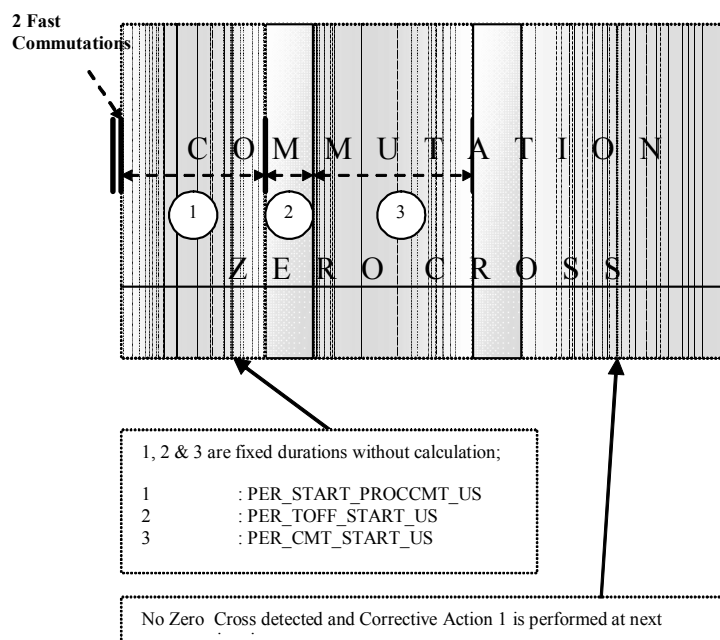 2 Fast
Commutations
C O M M U T A T I O N
1 2 3
Z E R O C R O S S
1, 2 & 3 are fixed durations without calculation;
1 : PER_START_PROCCMT_US
2 : PER_TOFF_START_US
3 : PER_CMT_START_US
No Zero Cross detected and Corrective Action 1 is performed at next